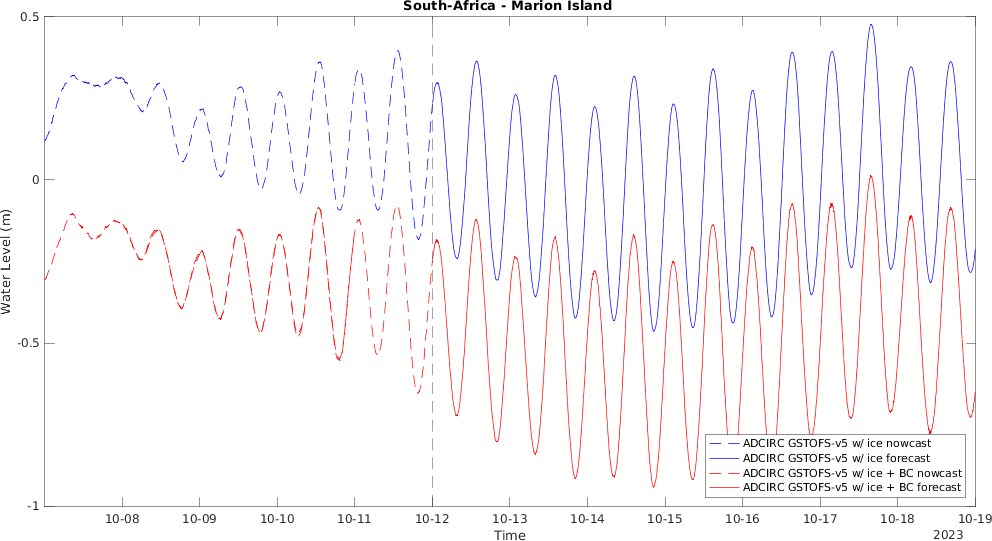 South-Africa - Marion Island
0.5
0
-0.5
-1
Water Level (m)
10-08 10-09 10-10 10-11 10-12 10-13 10-14 10-15 10-16 10-17 10-18 10-19
Time
2023
ADCIRC GSTOFS-v5 w/ ice nowcast
ADCIRC GSTOFS-v5 w/ ice forecast
ADCIRC GSTOFS-v5 w/ ice + BC nowcast
ADCIRC GSTOFS-v5 w/ ice + BC forecast